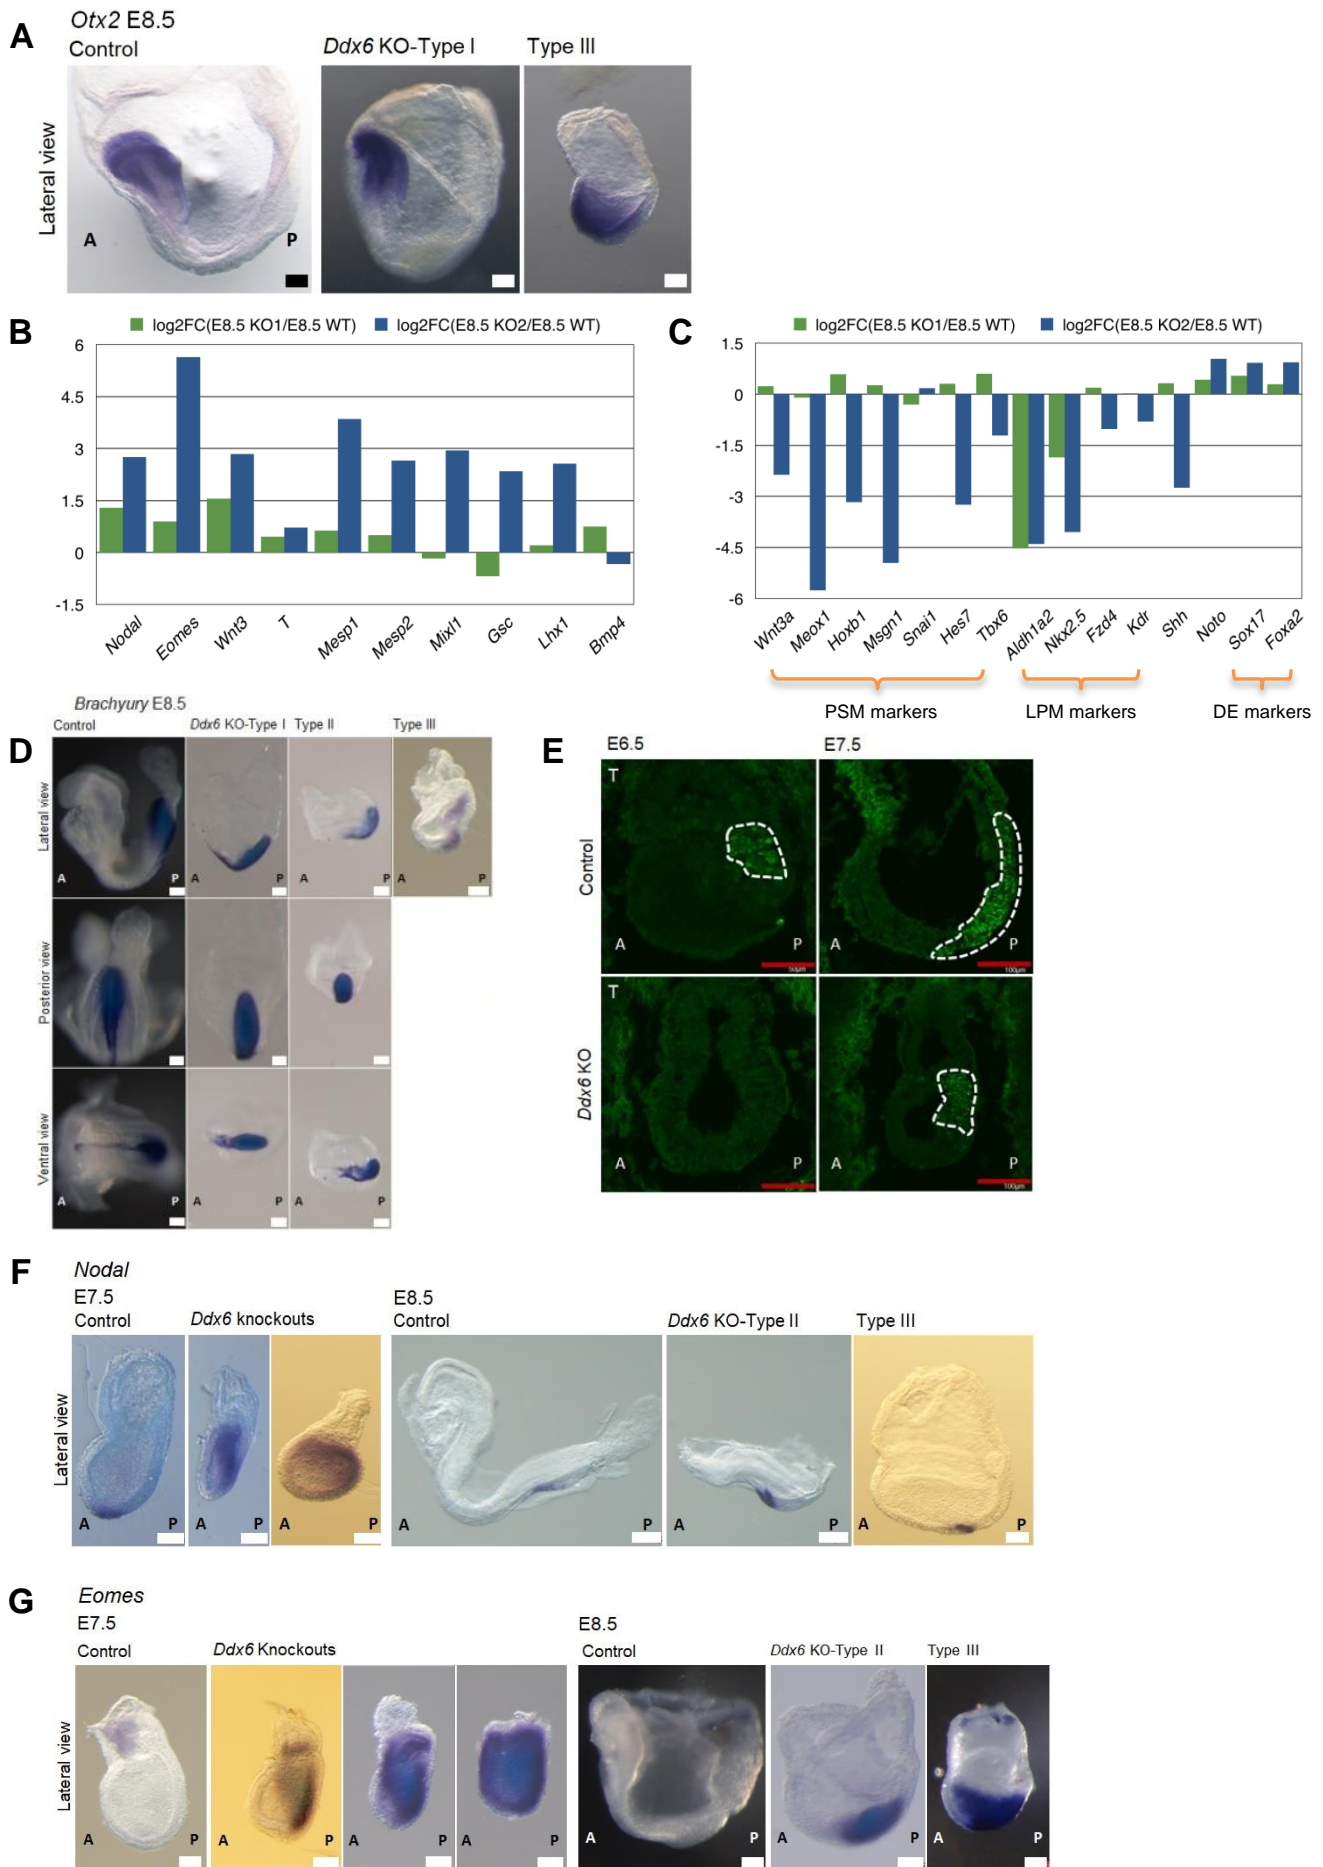 A
Otx2 E8.5
Control
Ddx6 KO-Type I
Type III
Lateral view
A
P
B
log2FC(E8.5 KO1/E8.5 WT)
log2FC(E8.5 KO2/E8.5 WT)
6
4.5
3
1.5
0
-1.5
Nodal
Eomes
Wnt3
T
Mesp1
Mesp2
Mixl1
Gsc
Lhx1
Bmp4
C
log2FC(E8.5 KO1/E8.5 WT)
log2FC(E8.5 KO2/E8.5 WT)
1.5
0
-1.5
-3
-4.5
-6
Wnt3a
Meox1
Hoxb1
Msgn1
Snai1
Hes7
Tbx6
Aldh1a2
Nkx2.5
Fzd4
Kdr
Shh
Noto
Sox17
Foxa2
PSM markers
LPM markers
DE markers
D
Brachyury E8.5
Control
Ddx6 KO-Type I
Type II
Type III
Lateral view
A
P
A
P
A
P
A
P
Posterior view
Ventral view
A
P
A
P
A
P
E
E6.5
E7.5
Control
T
A
P
50µm
A
P
100µm
Ddx6 KO
T
A
P
A
P
100µm
F
Nodal
E7.5
Control
Ddx6 knockouts
E8.5
Control
Ddx6 KO-Type II
Type III
Lateral view
A
P
A
P
A
P
A
P
A
P
A
P
G
Eomes
E7.5
Control
Ddx6 Knockouts
E8.5
Control
Ddx6 KO-Type II
Type III
Lateral view
A
P
A
P
A
P
A
P
A
P
A
P
A
P